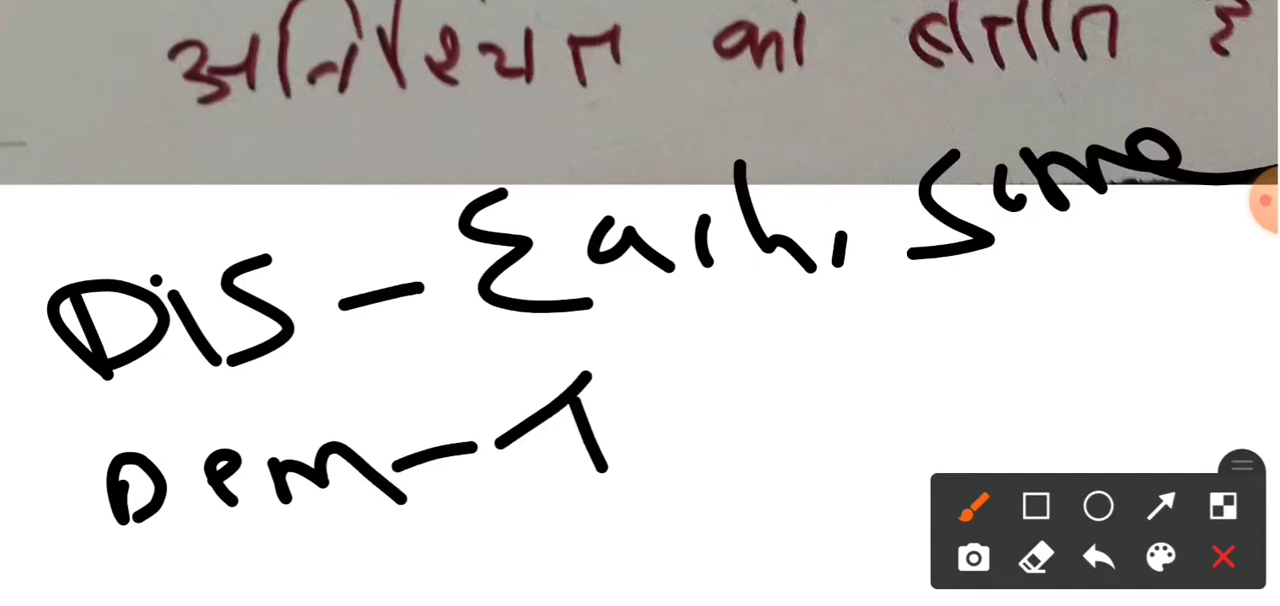 अनिश्चित का बताता है
Dis - Each, Some
Dem - T